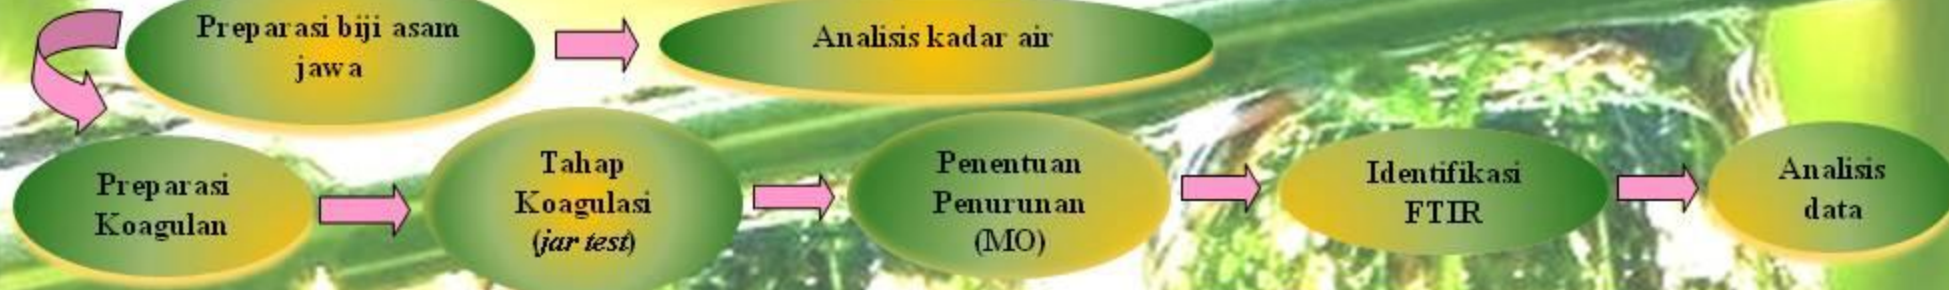 Preparasi biji asam
jawa
Analisis kadar air
Preparasi
Koagulan
Tahap
Koagulasi
(jar test)
Penentuan
Penurunan
(MO)
Identifikasi
FTIR
Analisis
data